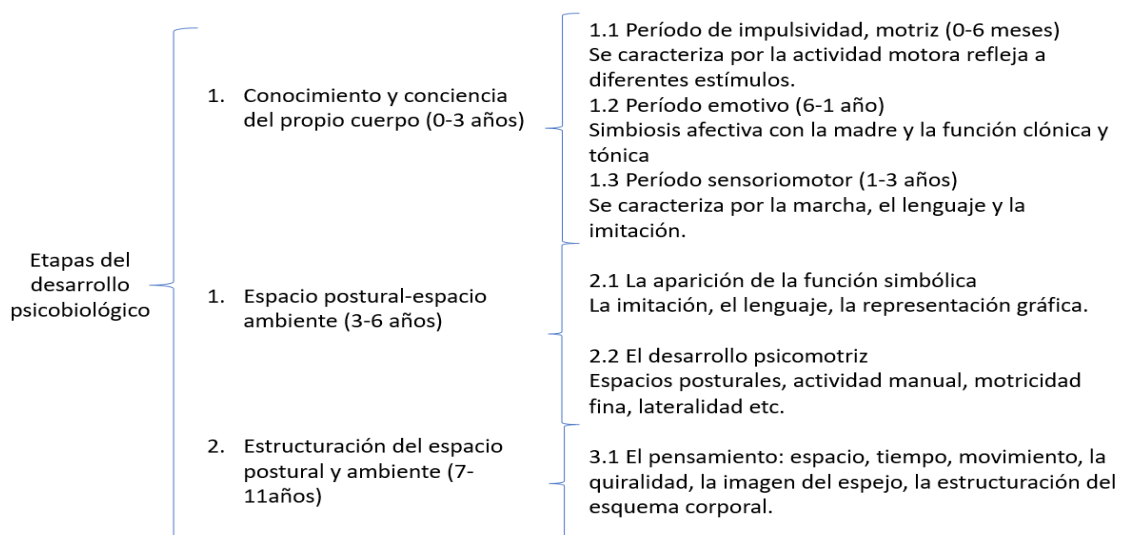 Etapas del
desarrollo
psicobiológico
1. Conocimiento y conciencia
del propio cuerpo (0-3 años)
1.1 Período de impulsividad, motriz (0-6 meses)
Se caracteriza por la actividad motora refleja a
diferentes estímulos.
1.2 Período emotivo (6-1 año)
Simbiosis afectiva con la madre y la función clónica y
tónica
1.3 Período sensoriomotor (1-3 años)
Se caracteriza por la marcha, el lenguaje y la
imitación.
1. Espacio postural-espacio
ambiente (3-6 años)
2.1 La aparición de la función simbólica
La imitación, el lenguaje, la representación gráfica.
2.2 El desarrollo psicomotriz
Espacios posturales, actividad manual, motricidad
fina, lateralidad etc.
2. Estructuración del espacio
postural y ambiente (7-
11años)
3.1 El pensamiento: espacio, tiempo, movimiento, la
quiralidad, la imagen del espejo, la estructuración del
esquema corporal.